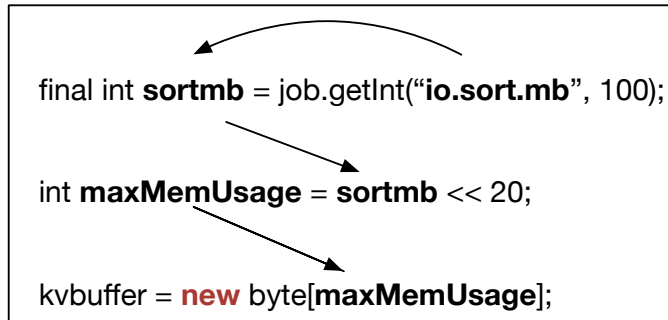 final int sortmb = job.getInt(“io.sort.mb”, 100);
int maxMemUsage = sortmb << 20;
kvbuffer = new byte[maxMemUsage];